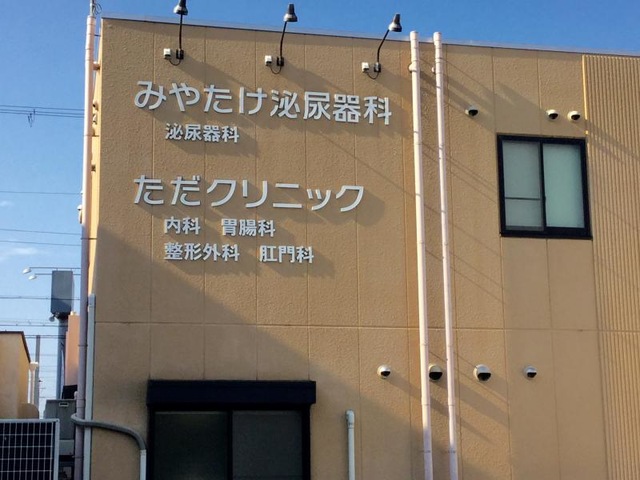 みやたけ泌尿器科
泌尿器科
ただクリニック
内科 胃腸科
整形外科 肛門科